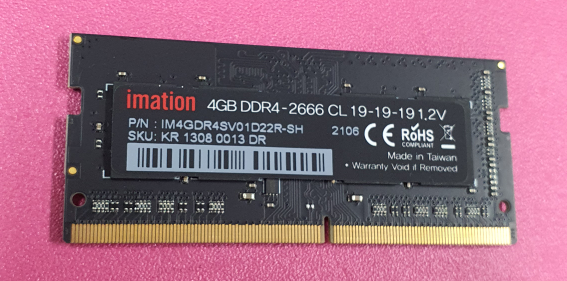 imation 4GB DDR4-2666 CL 19-19-19 1.2V
P/N : IM4GDR4SV01D22R-SH
SKU: KR 1308 0013 DR
2106 CE RoHS
COMPLIANT
Made in Taiwan
• Warranty Void if Removed